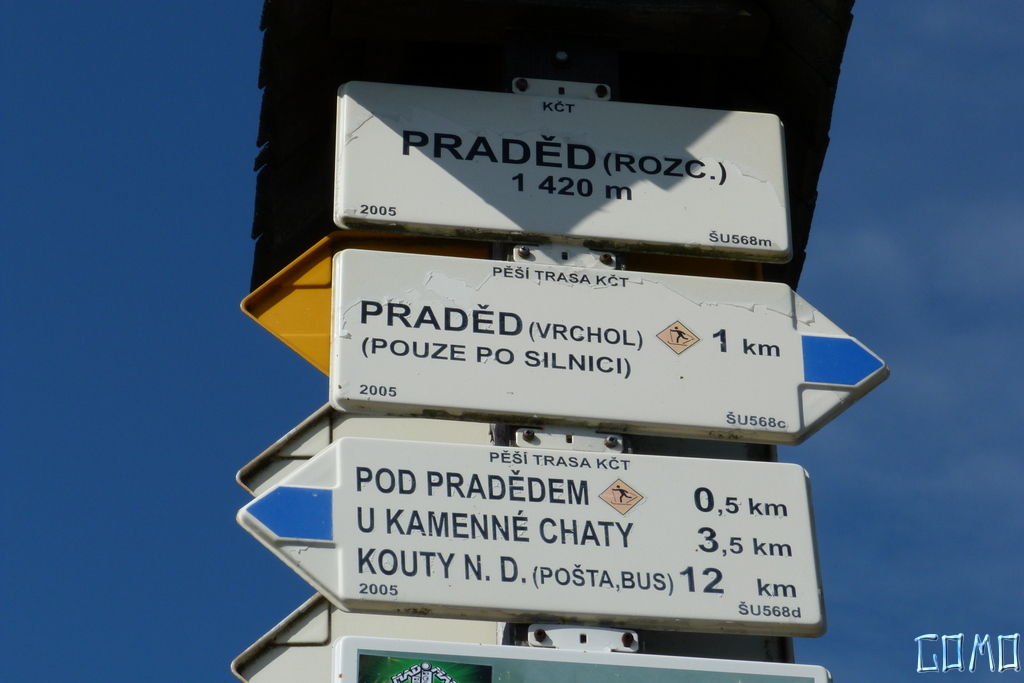 KČT
PRADĚD (ROZC.)
1 420 m
2005 ŠU568m
PĚŠÍ TRASA KČT
PRADĚD (VRCHOL) 1 km
(POUZE PO SILNICI)
2005 ŠU568c
PĚŠÍ TRASA KČT
POD PRADĚDEM 0,5 km
U KAMENNÉ CHATY 3,5 km
KOUTY N. D. (POŠTA,BUS) 12 km
2005 ŠU568d
GOMO